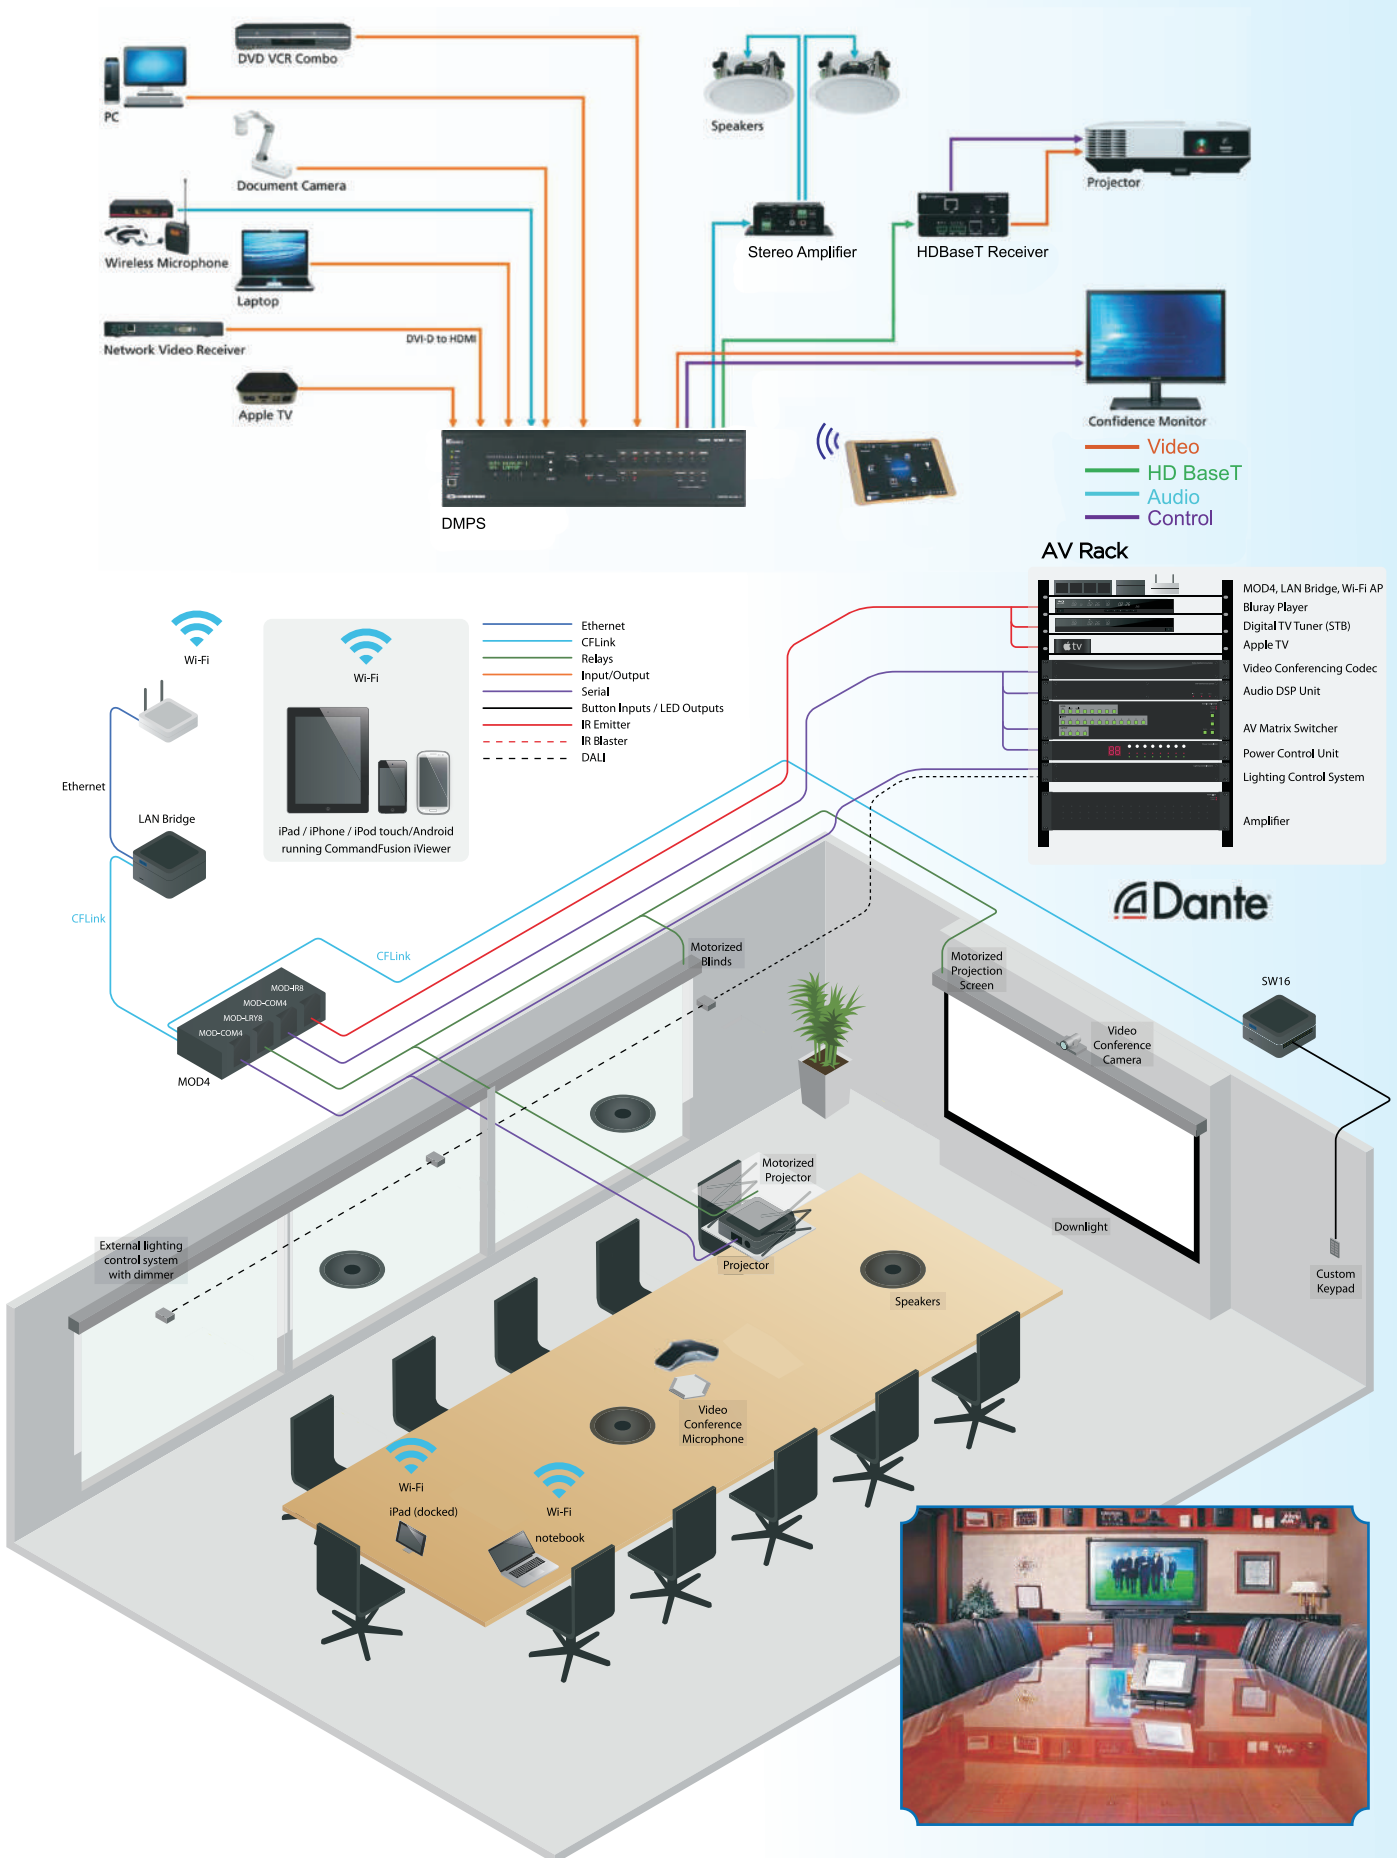 DVD VCR Combo
PC
Document Camera
Wireless Microphone
Laptop
Network Video Receiver
DVI-D to HDMI
Apple TV
DMPS
Speakers
Stereo Amplifier
HDBaseT Receiver
Projector
Confidence Monitor
Video
HD BaseT
Audio
Control
AV Rack
MOD4, LAN Bridge, Wi-Fi AP
Bluray Player
Digital TV Tuner (STB)
Apple TV
tv
Video Conferencing Codec
Audio DSP Unit
AV Matrix Switcher
88
Power Control Unit
Lighting Control System
Amplifier
Dante
Wi-Fi
Wi-Fi
iPad / iPhone / iPod touch/Android
running CommandFusion iViewer
Ethernet
CFLink
Relays
Input/Output
Serial
Button Inputs / LED Outputs
IR Emitter
IR Blaster
DALI
Ethernet
LAN Bridge
CFLink
CFLink
MOD-IR8
MOD-COM4
MOD-LRY8
MOD-COM4
MOD4
Motorized
Blinds
Motorized
Projection
Screen
Video
Conference
Camera
SW16
Motorized
Projector
Projector
Downlight
Custom
Keypad
External lighting
control system
with dimmer
Speakers
Video
Conference
Microphone
Wi-Fi
iPad (docked)
Wi-Fi
notebook